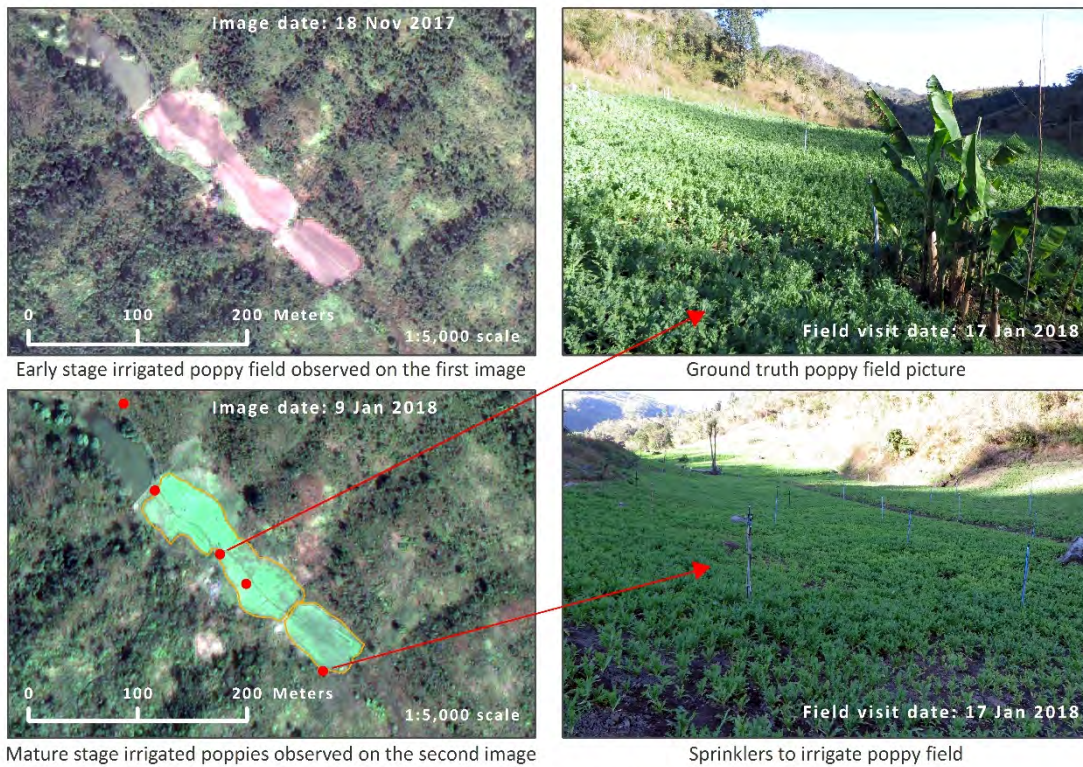 Image date: 18 Nov 2017
0 100 200 Meters
1:5,000 scale
Early stage irrigated poppy field observed on the first image
Field visit date: 17 Jan 2018
Ground truth poppy field picture
Image date: 9 Jan 2018
0 100 200 Meters
1:5,000 scale
Mature stage irrigated poppies observed on the second image
Field visit date: 17 Jan 2018
Sprinklers to irrigate poppy field